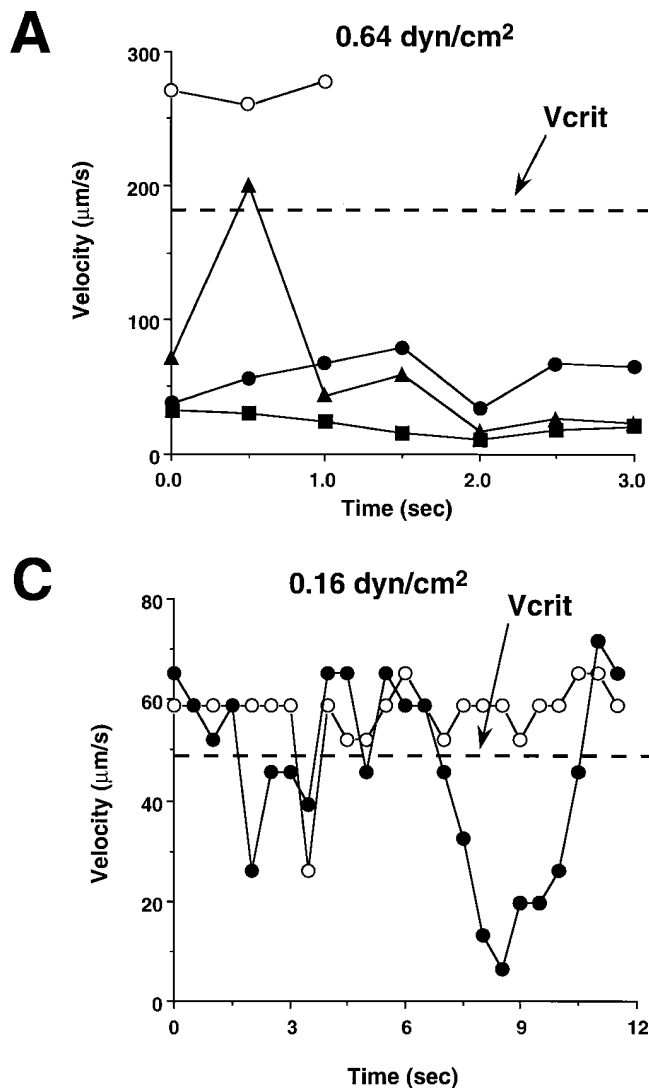 A
0.64 dyn/cm²
300
200
100
0
Velocity (μm/s)
Vcrit
0.0
1.0
2.0
3.0
Time (sec)
C
0.16 dyn/cm²
80
60
40
20
0
Velocity (μm/s)
Vcrit
0
3
6
9
12
Time (sec)